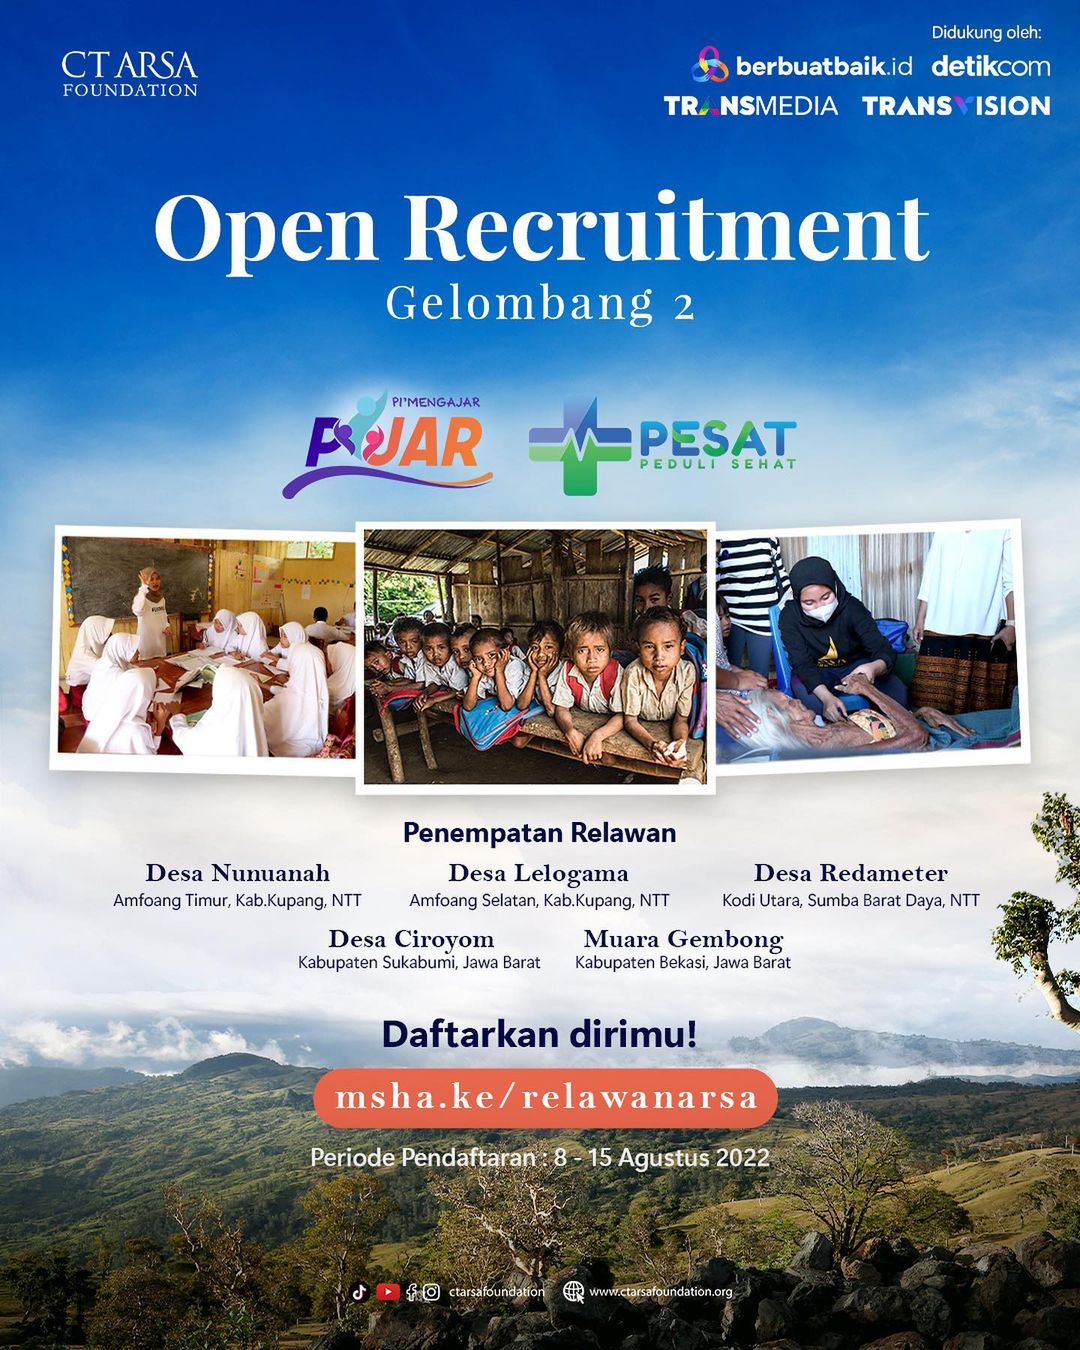 CT ARSA
FOUNDATION
Didukung oleh:
berbuatbaik.id detikcom
TRANSMEDIA TRANSVISION
Open Recruitment
Gelombang 2
PI'MENGAJAR
PIJAR
PESAT
PEDULI SEHAT
Penempatan Relawan
Desa Nunuanah
Amfoang Timur, Kab.Kupang, NTT
Desa Lelogama
Amfoang Selatan, Kab.Kupang, NTT
Desa Redameter
Kodi Utara, Sumba Barat Daya, NTT
Desa Ciroyom
Kabupaten Sukabumi, Jawa Barat
Muara Gembong
Kabupaten Bekasi, Jawa Barat
Daftarkan dirimu!
msha.ke/relawanarsa
Periode Pendaftaran : 8 - 15 Agustus 2022
ctarsafoundation www.ctarsafoundation.org